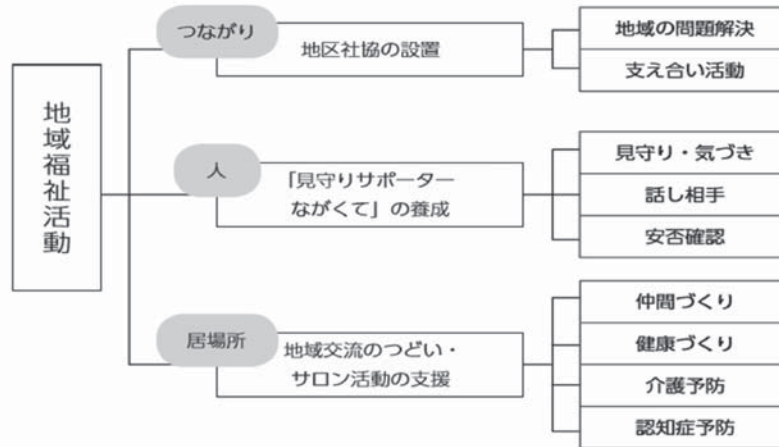 地域福祉活動
つながり
地区社協の設置
地域の問題解決
支え合い活動
人
「見守りサポーター
ながくて」の養成
見守り・気づき
話し相手
安否確認
居場所
地域交流のつどい・
サロン活動の支援
仲間づくり
健康づくり
介護予防
認知症予防